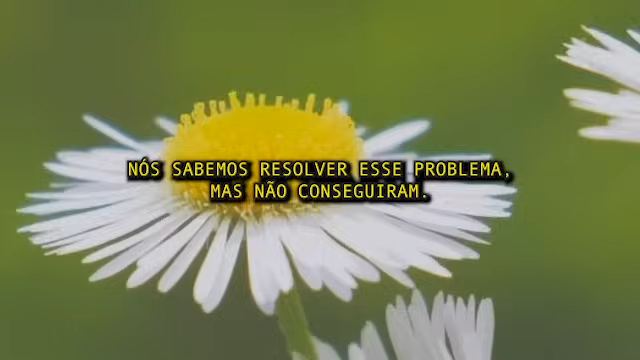 NÓS SABEMOS RESOLVER ESSE PROBLEMA,
MAS NÃO CONSEGUIRAM.